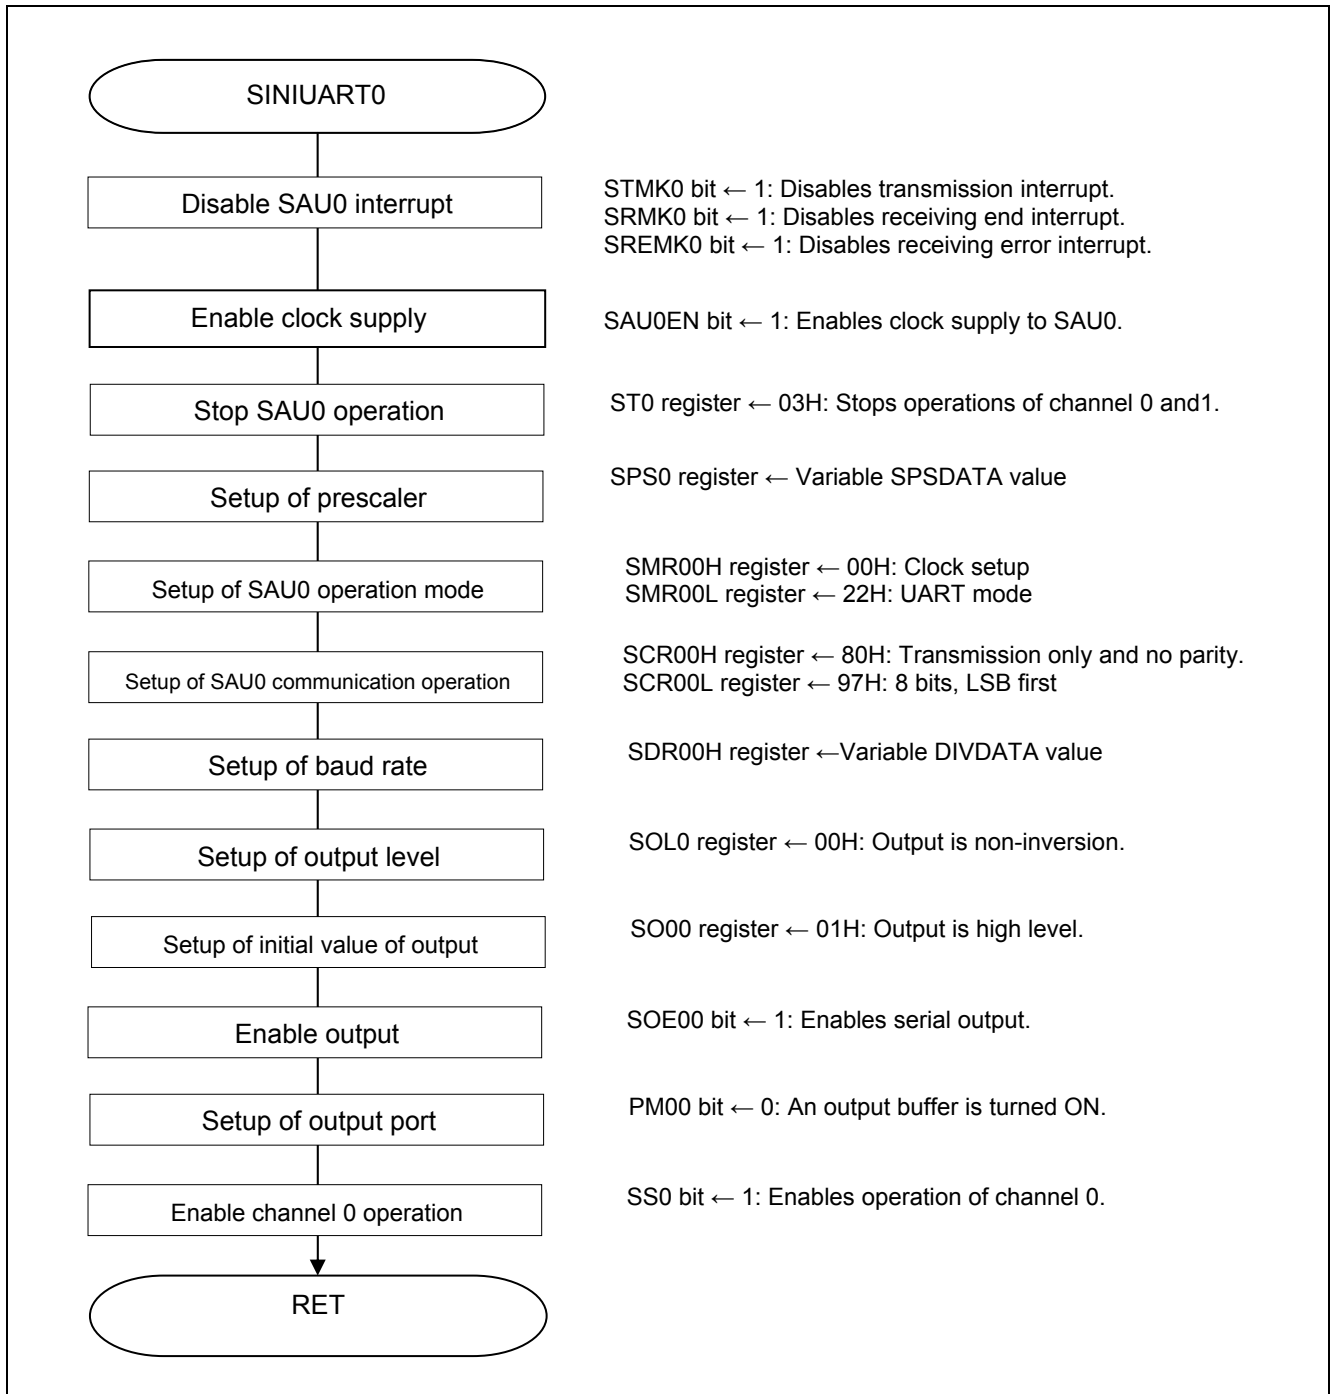 SINIUART0
Disable SAU0 interrupt
STMK0 bit ← 1: Disables transmission interrupt.
SRMK0 bit ← 1: Disables receiving end interrupt.
SREMK0 bit ← 1: Disables receiving error interrupt.
Enable clock supply
SAU0EN bit ← 1: Enables clock supply to SAU0.
Stop SAU0 operation
ST0 register ← 03H: Stops operations of channel 0 and1.
Setup of prescaler
SPS0 register ← Variable SPSDATA value
Setup of SAU0 operation mode
SMR00H register ← 00H: Clock setup
SMR00L register ← 22H: UART mode
Setup of SAU0 communication operation
SCR00H register ← 80H: Transmission only and no parity.
SCR00L register ← 97H: 8 bits, LSB first
Setup of baud rate
SDR00H register ←Variable DIVDATA value
Setup of output level
SOL0 register ← 00H: Output is non-inversion.
Setup of initial value of output
SO00 register ← 01H: Output is high level.
Enable output
SOE00 bit ← 1: Enables serial output.
Setup of output port
PM00 bit ← 0: An output buffer is turned ON.
Enable channel 0 operation
SS0 bit ← 1: Enables operation of channel 0.
RET